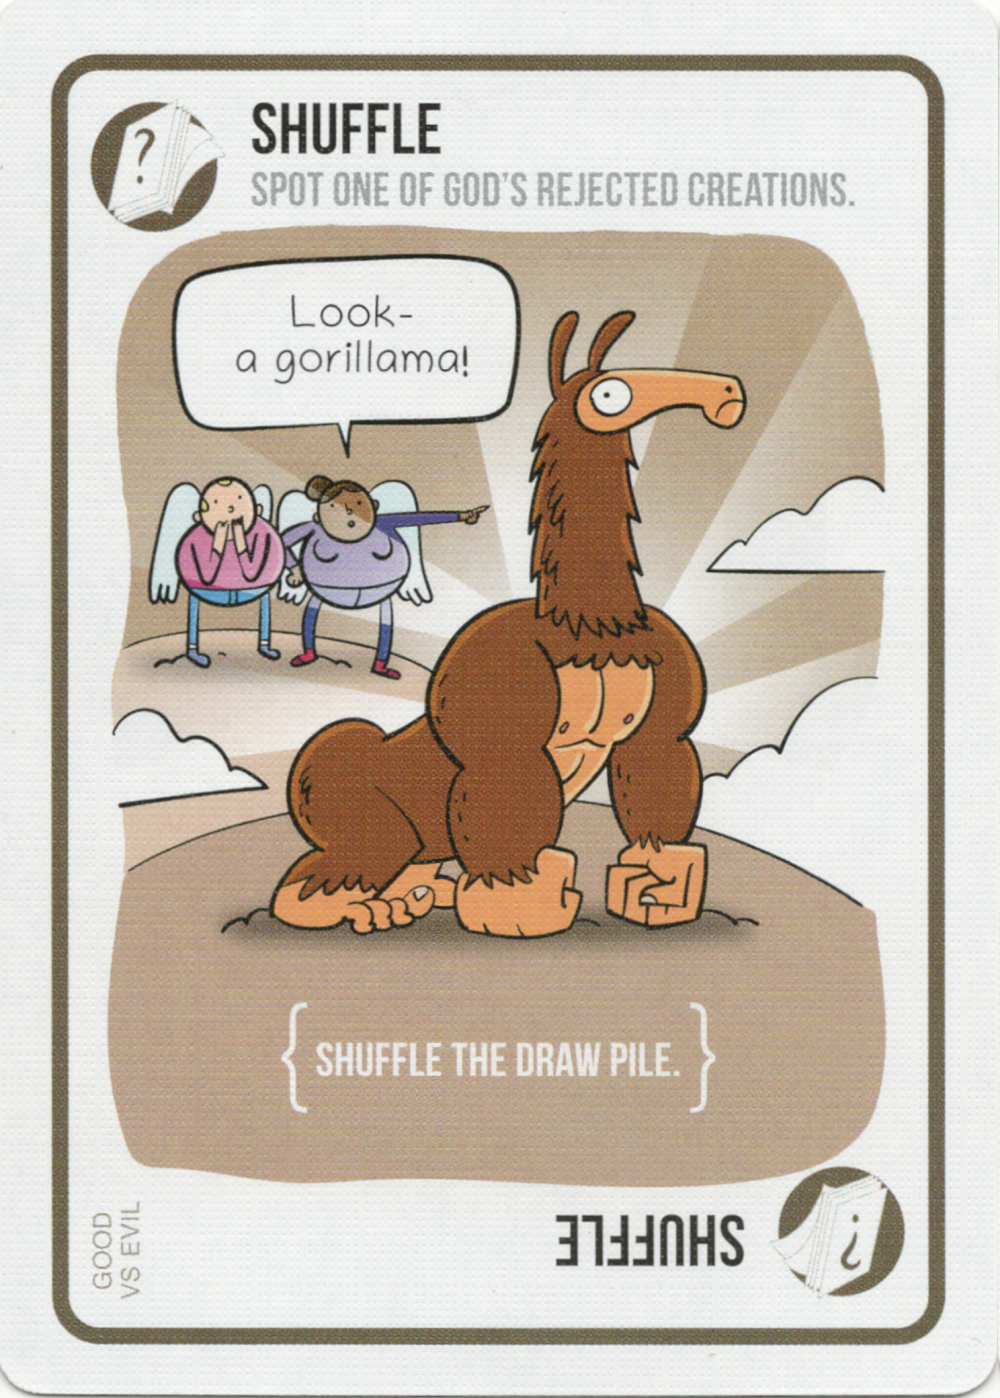 ?
SHUFFLE
SPOT ONE OF GOD'S REJECTED CREATIONS.
Look-
a gorillama!
{ SHUFFLE THE DRAW PILE. }
GOOD
VS EVIL
SHUFFLE
?